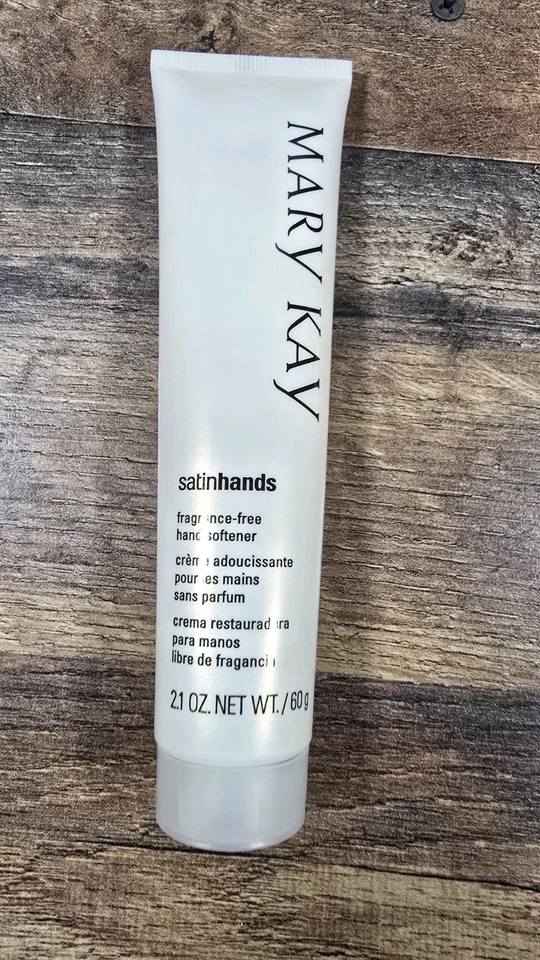 MARY KAY
satinhands
fragrance-free
hand softener
crème adoucissante
pour les mains
sans parfum
crema restauradora
para manos
libre de fragancia
2.1 OZ. NET WT. / 60 g